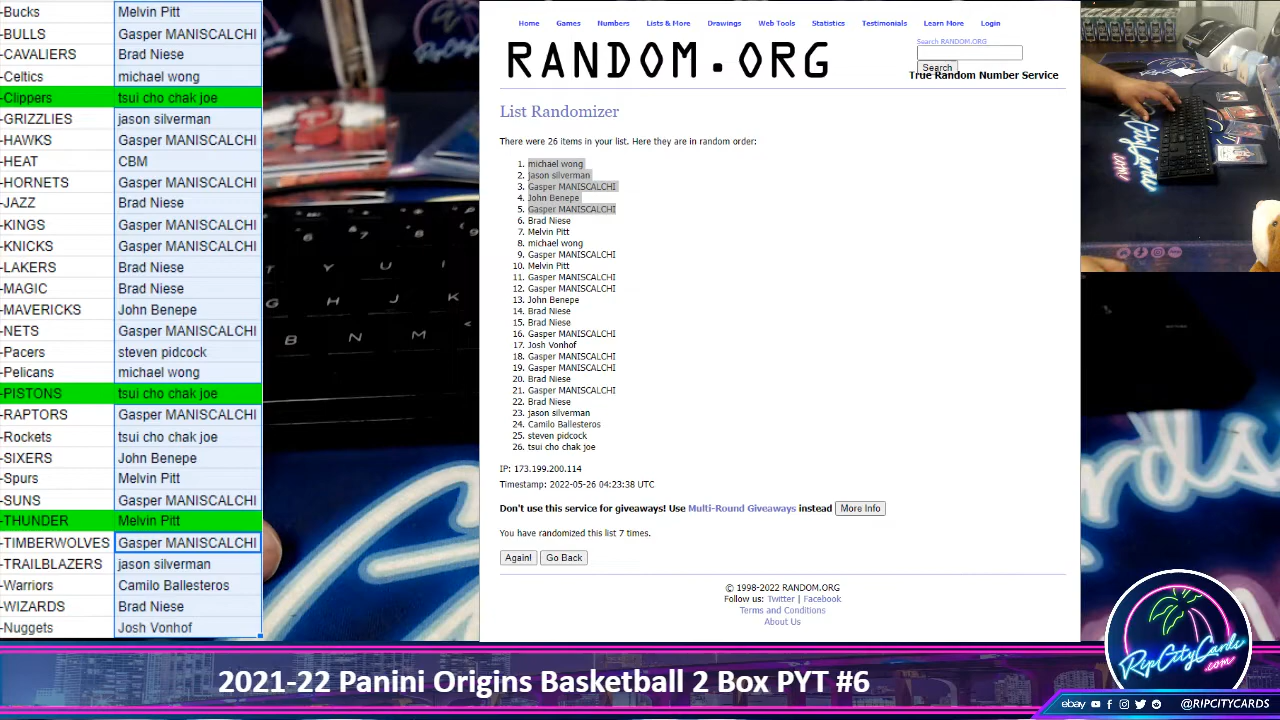 -Bucks Melvin Pitt
-BULLS Gasper MANISCALCHI
-CAVALIERS Brad Niese
-Celtics michael wong
-Clippers tsui cho chak joe
-GRIZZLIES jason silverman
-HAWKS Gasper MANISCALCHI
-HEAT CBM
-HORNETS Gasper MANISCALCHI
-JAZZ Brad Niese
-KINGS Gasper MANISCALCHI
-KNICKS Gasper MANISCALCHI
-LAKERS Brad Niese
-MAGIC Brad Niese
-MAVERICKS John Benepe
-NETS Gasper MANISCALCHI
-Pacers steven pidcock
-Pelicans michael wong
-PISTONS tsui cho chak joe
-RAPTORS Gasper MANISCALCHI
-Rockets tsui cho chak joe
-SIXERS John Benepe
-Spurs Melvin Pitt
-SUNS Gasper MANISCALCHI
-THUNDER Melvin Pitt
-TIMBERWOLVES Gasper MANISCALCHI
-TRAILBLAZERS jason silverman
-Warriors Camilo Ballesteros
-WIZARDS Brad Niese
-Nuggets Josh Vonhof
Home Games Numbers Lists & More Drawings Web Tools Statistics Testimonials Learn More Login
RANDOM.ORG
Search RANDOM.ORG
Search
True Random Number Service
List Randomizer
There were 26 items in your list. Here they are in random order:
1. michael wong
2. jason silverman
3. Gasper MANISCALCHI
4. John Benepe
5. Gasper MANISCALCHI
6. Brad Niese
7. Melvin Pitt
8. michael wong
9. Gasper MANISCALCHI
10. Melvin Pitt
11. Gasper MANISCALCHI
12. Gasper MANISCALCHI
13. John Benepe
14. Brad Niese
15. Brad Niese
16. Gasper MANISCALCHI
17. Josh Vonhof
18. Gasper MANISCALCHI
19. Gasper MANISCALCHI
20. Brad Niese
21. Gasper MANISCALCHI
22. Brad Niese
23. jason silverman
24. Camilo Ballesteros
25. steven pidcock
26. tsui cho chak joe
IP: 173.199.200.114
Timestamp: 2022-05-26 04:23:38 UTC
Don't use this service for giveaways! Use Multi-Round Giveaways instead More Info
You have randomized this list 7 times.
Again! Go Back
© 1998-2022 RANDOM.ORG
Follow us: Twitter | Facebook
Terms and Conditions
About Us
Y U I
G H J K
B N M
2021-22 Panini Origins Basketball 2 Box PYT #6
RipCityCards
.com
ebay @RIPCITYCARDS